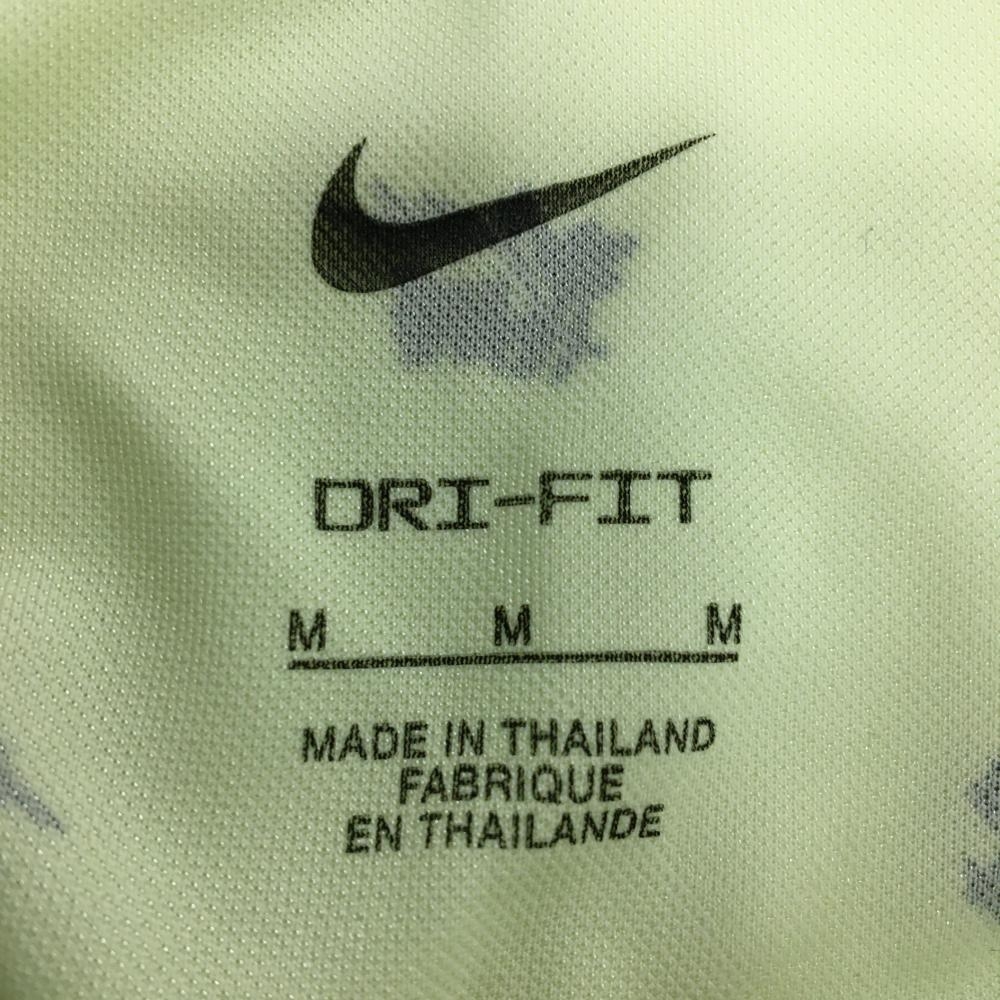 DRI-FIT
M M M
MADE IN THAILAND
FABRIQUE
EN THAILANDE